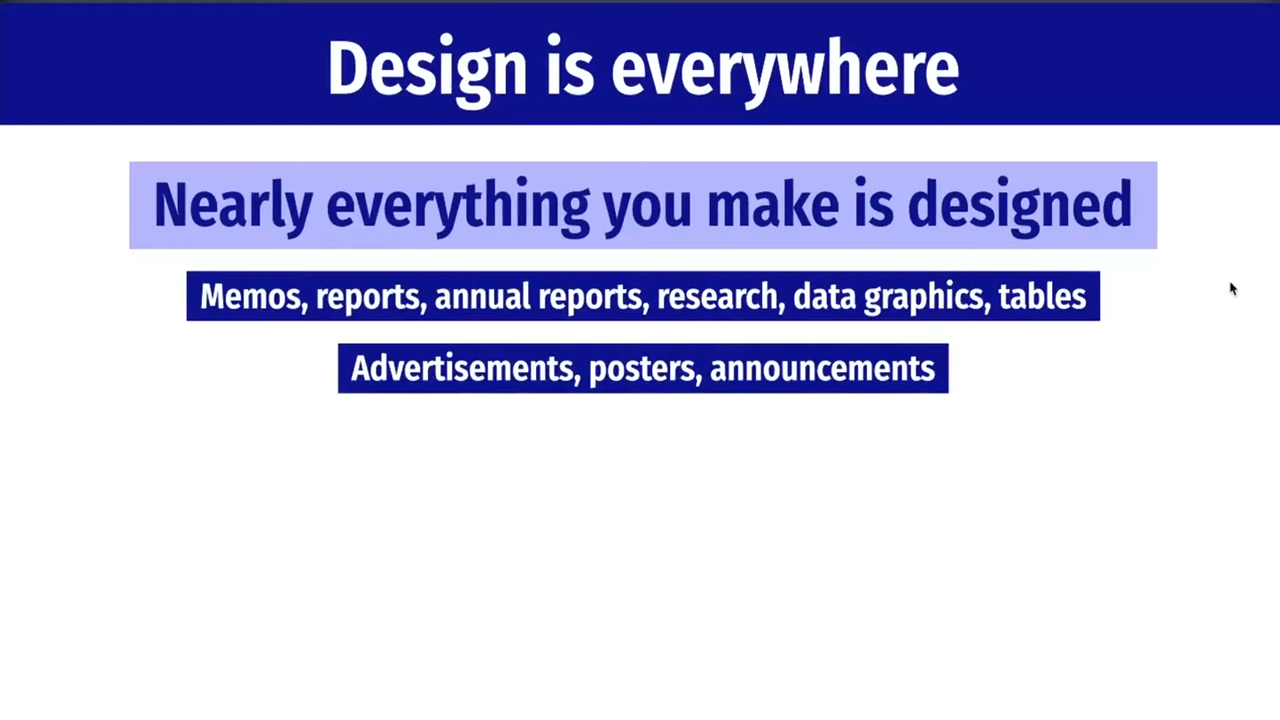 Design is everywhere
Nearly everything you make is designed
Memos, reports, annual reports, research, data graphics, tables
Advertisements, posters, announcements